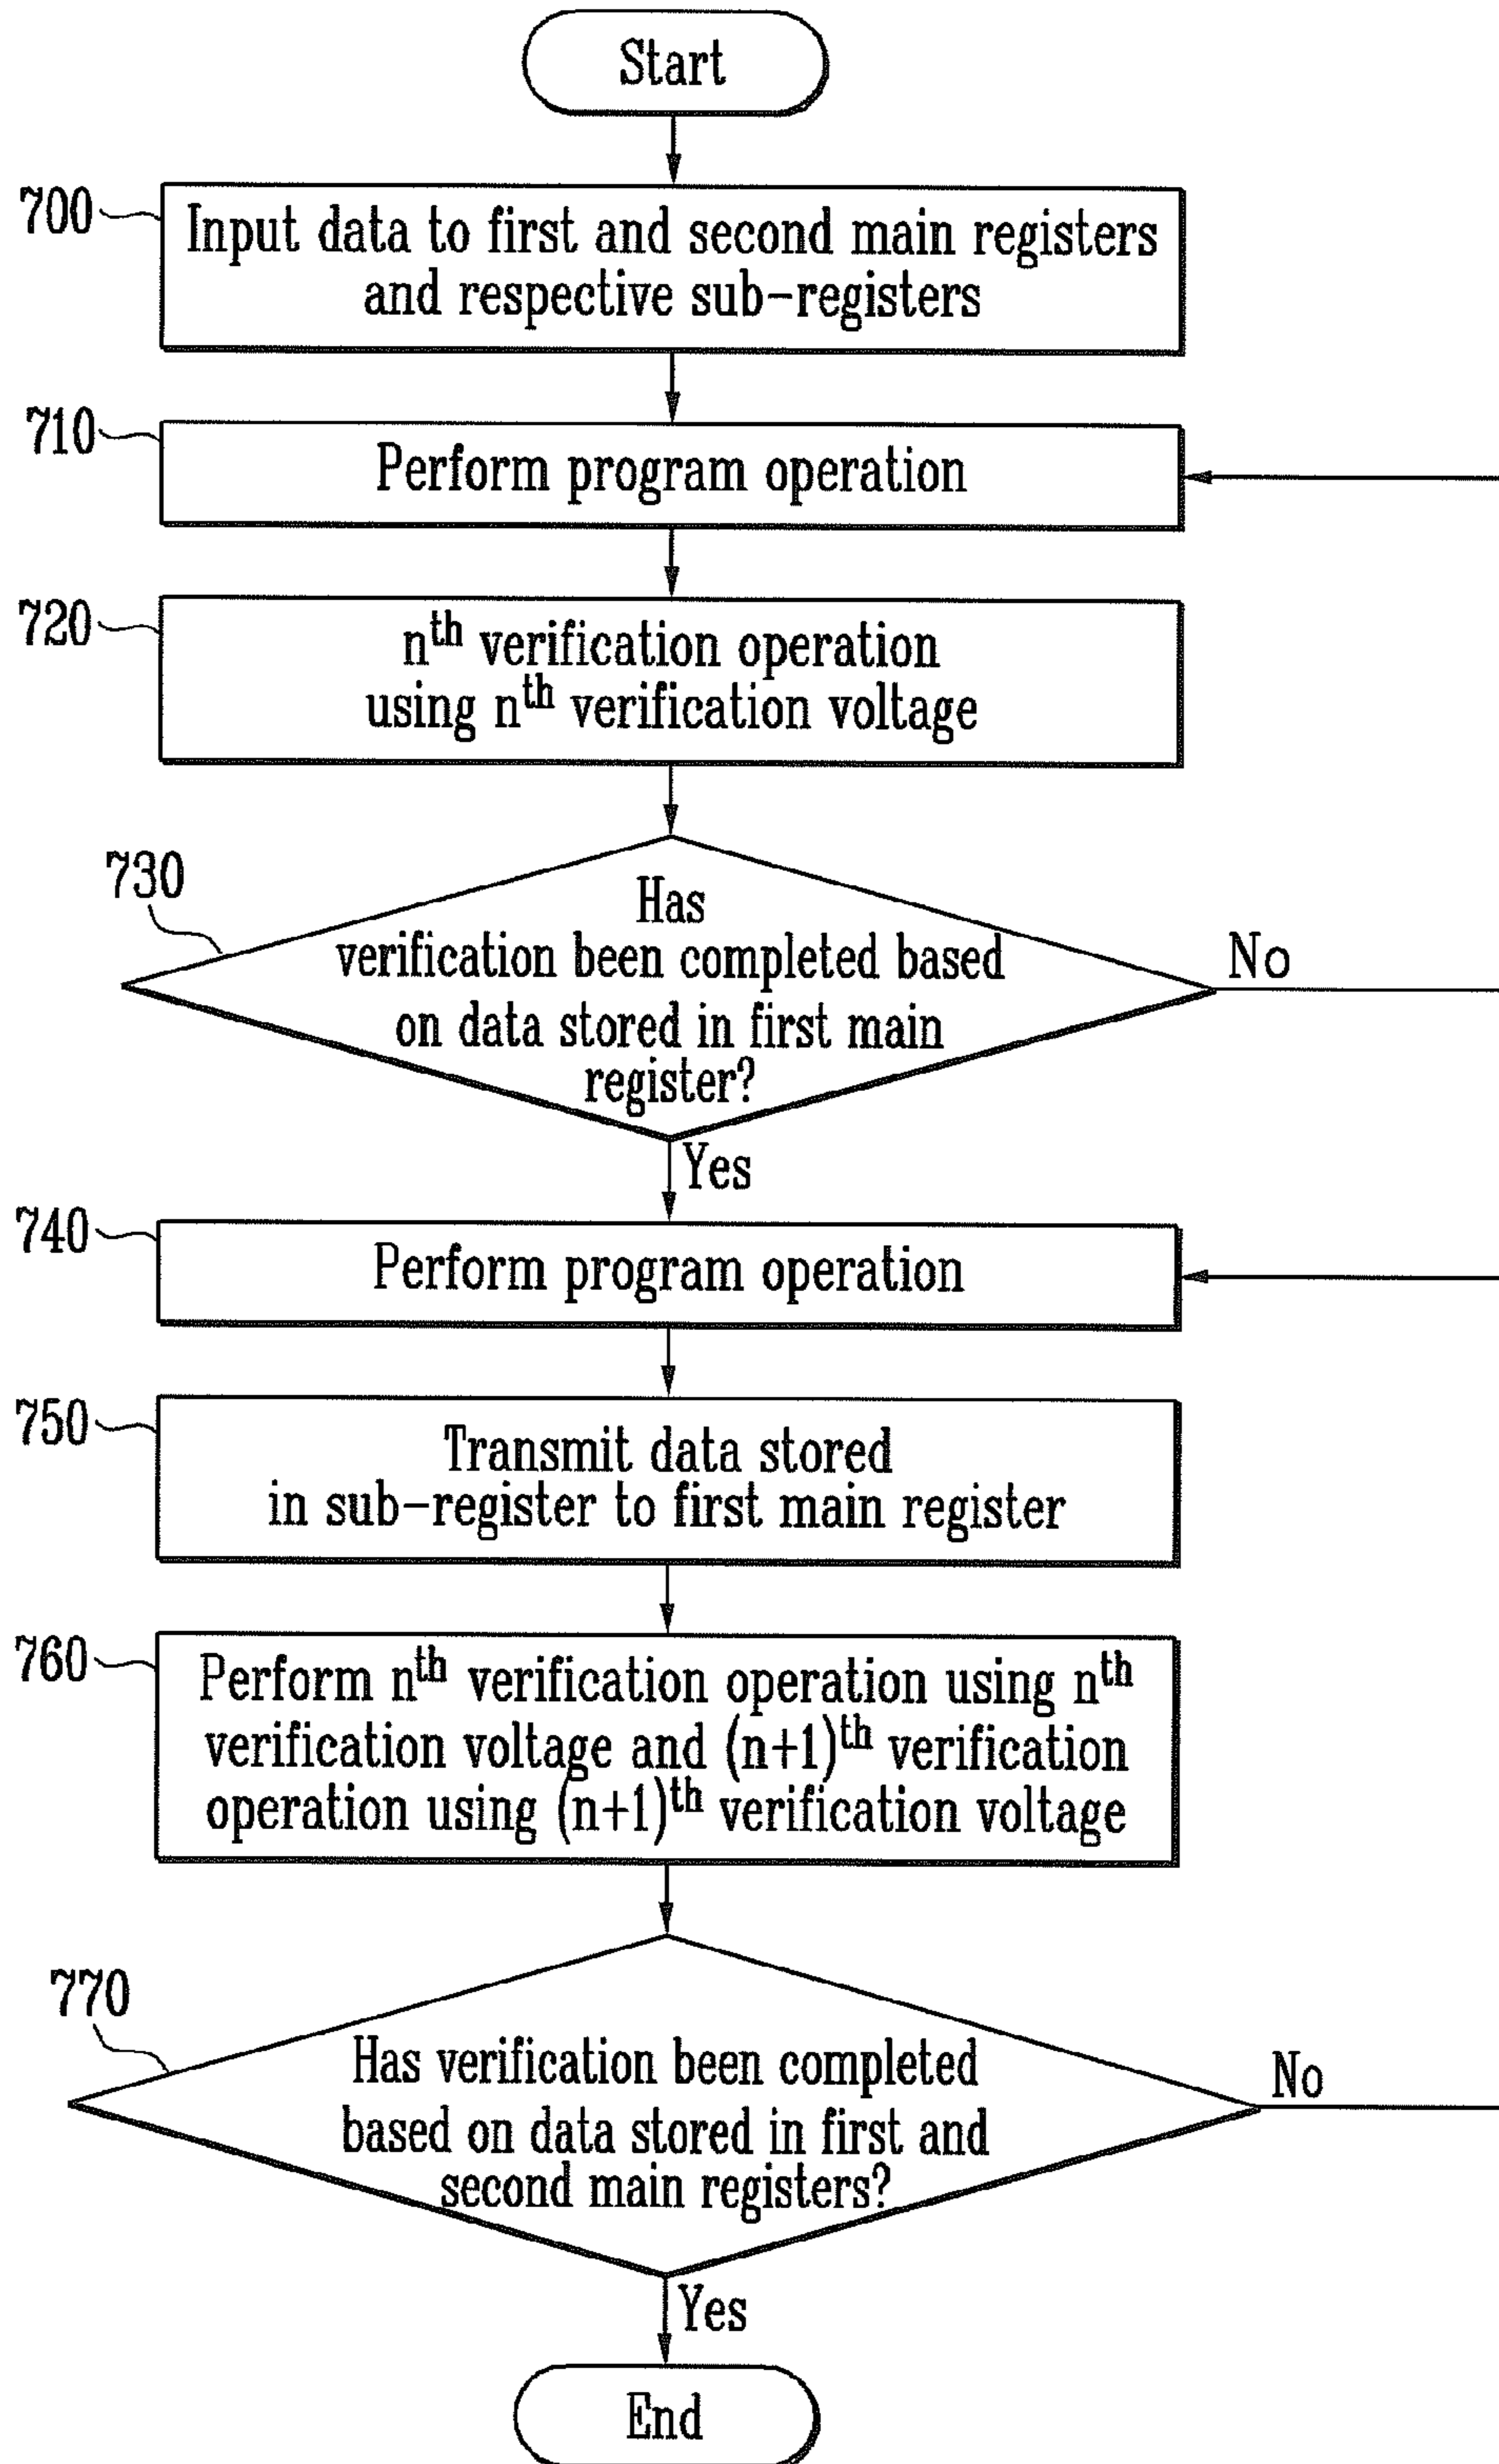 Start
700
Input data to first and second main registers
and respective sub-registers
710
Perform program operation
720
nth verification operation
using nth verification voltage
730
Has
verification been completed based
on data stored in first main
register?
No
Yes
740
Perform program operation
750
Transmit data stored
in sub-register to first main register
760
Perform nth verification operation using nth
verification voltage and (n+1)th verification
operation using (n+1)th verification voltage
770
Has verification been completed
based on data stored in first and
second main registers?
No
Yes
End